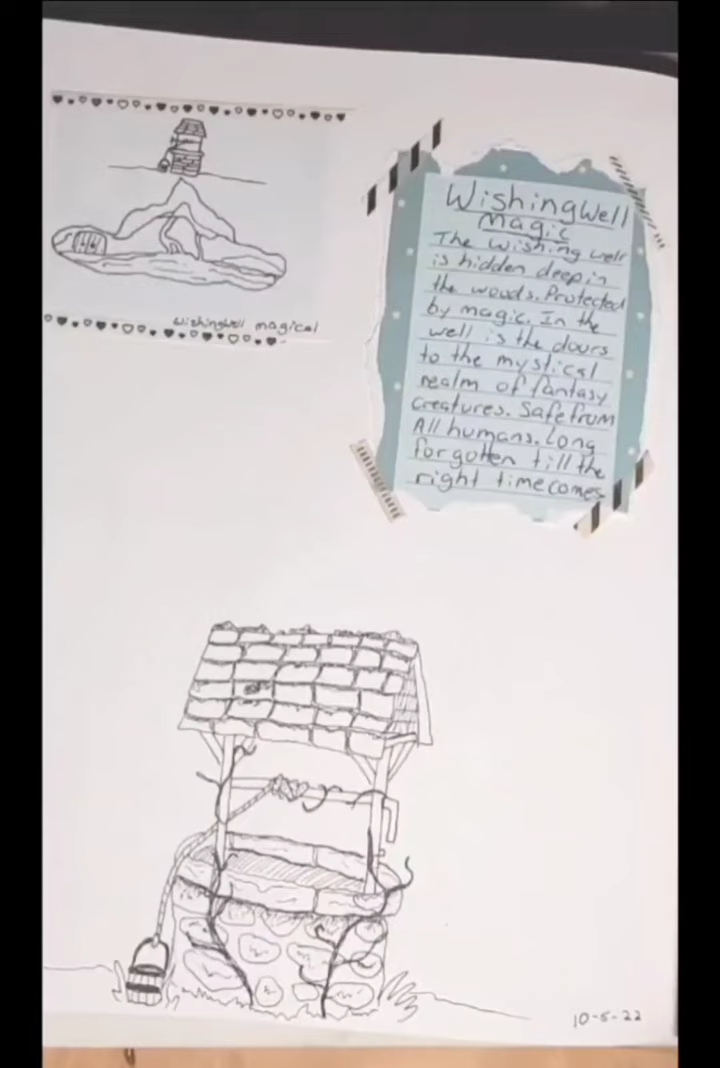 Wishingwell magical
Wishing Well
magic
The wishing well
is hidden deep in
the woods. Protected
by magic. In the
well is the doors
to the mystical
realm of fantasy
creatures. Safe from
All humans. Long
forgotten till the
right time comes
10-5-22